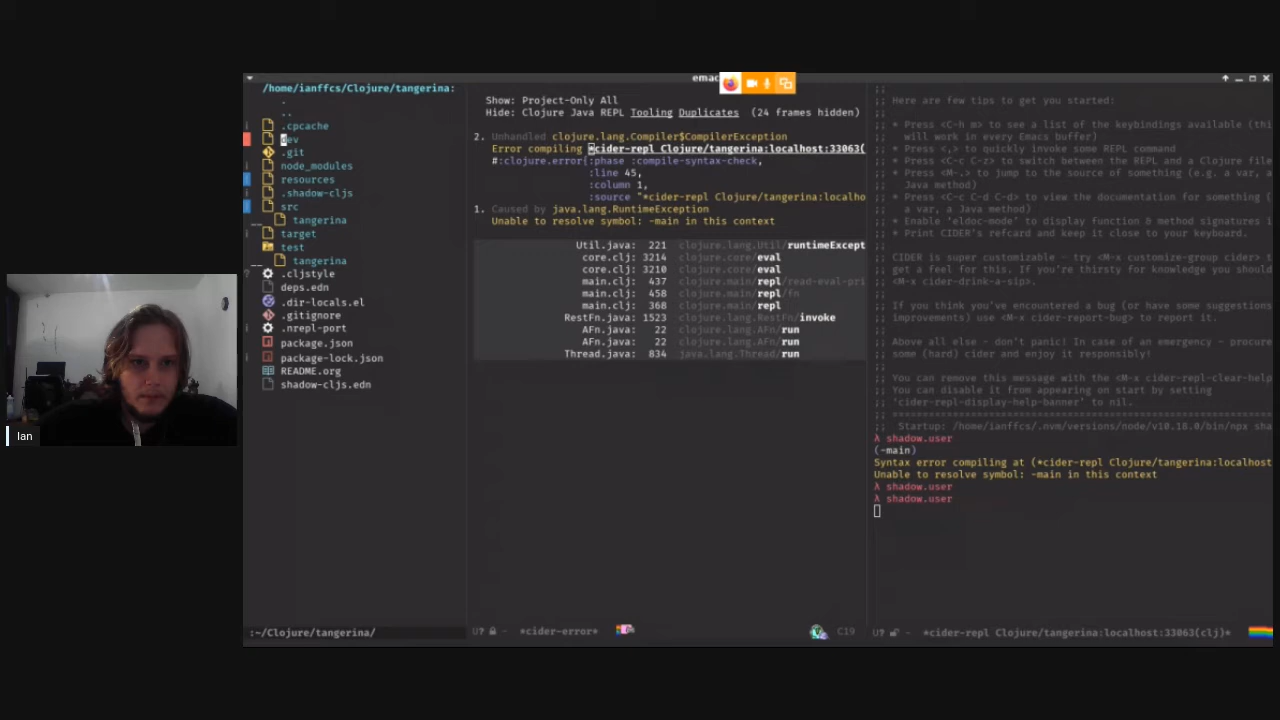 emac
/home/ianffcs/Clojure/tangerina:
.
..
.cpcache
dev
.git
node_modules
resources
.shadow-cljs
src
tangerina
target
test
tangerina
.cljstyle
deps.edn
.dir-locals.el
.gitignore
.nrepl-port
package.json
package-lock.json
README.org
shadow-cljs.edn
:~/Clojure/tangerina/
Show: Project-Only All
Hide: Clojure Java REPL Tooling Duplicates (24 frames hidden)
2. Unhandled clojure.lang.Compiler$CompilerException
Error compiling *cider-repl Clojure/tangerina:localhost:33063(
#:clojure.error{:phase :compile-syntax-check,
:line 45,
:column 1,
:source "*cider-repl Clojure/tangerina:localho
1. Caused by java.lang.RuntimeException
Unable to resolve symbol: -main in this context
Util.java: 221 clojure.lang.Util/runtimeExcept
core.clj: 3214 clojure.core/eval
core.clj: 3210 clojure.core/eval
main.clj: 437 clojure.main/repl/read-eval-pri
main.clj: 458 clojure.main/repl/fn
main.clj: 368 clojure.main/repl
RestFn.java: 1523 clojure.lang.RestFn/invoke
AFn.java: 22 clojure.lang.AFn/run
AFn.java: 22 clojure.lang.AFn/run
Thread.java: 834 java.lang.Thread/run
U? - *cider-error* C19
;;
;; Here are few tips to get you started:
;;
;; * Press <C-h m> to see a list of the keybindings available (thi
;; will work in every Emacs buffer)
;; * Press <,> to quickly invoke some REPL command
;; * Press <C-c C-z> to switch between the REPL and a Clojure file
;; * Press <M-.> to jump to the source of something (e.g. a var, a
;; Java method)
;; * Press <C-c C-d C-d> to view the documentation for something (
;; a var, a Java method)
;; * Enable 'eldoc-mode' to display function & method signatures i
;; * Print CIDER's refcard and keep it close to your keyboard.
;;
;; CIDER is super customizable - try <M-x customize-group cider> t
;; get a feel for this. If you're thirsty for knowledge you should
;; <M-x cider-drink-a-sip>.
;;
;; If you think you've encountered a bug (or have some suggestions
;; improvements) use <M-x cider-report-bug> to report it.
;;
;; Above all else - don't panic! In case of an emergency - procure
;; some (hard) cider and enjoy it responsibly!
;;
;; You can remove this message with the <M-x cider-repl-clear-help
;; You can disable it from appearing on start by setting
;; 'cider-repl-display-help-banner' to nil.
;; ======================================================
;; Startup: /home/ianffcs/.nvm/versions/node/v10.18.0/bin/npx sha
λ shadow.user
(-main)
Syntax error compiling at (*cider-repl Clojure/tangerina:localhost
Unable to resolve symbol: -main in this context
λ shadow.user
λ shadow.user
U? - *cider-repl Clojure/tangerina:localhost:33063(clj)*
Ian